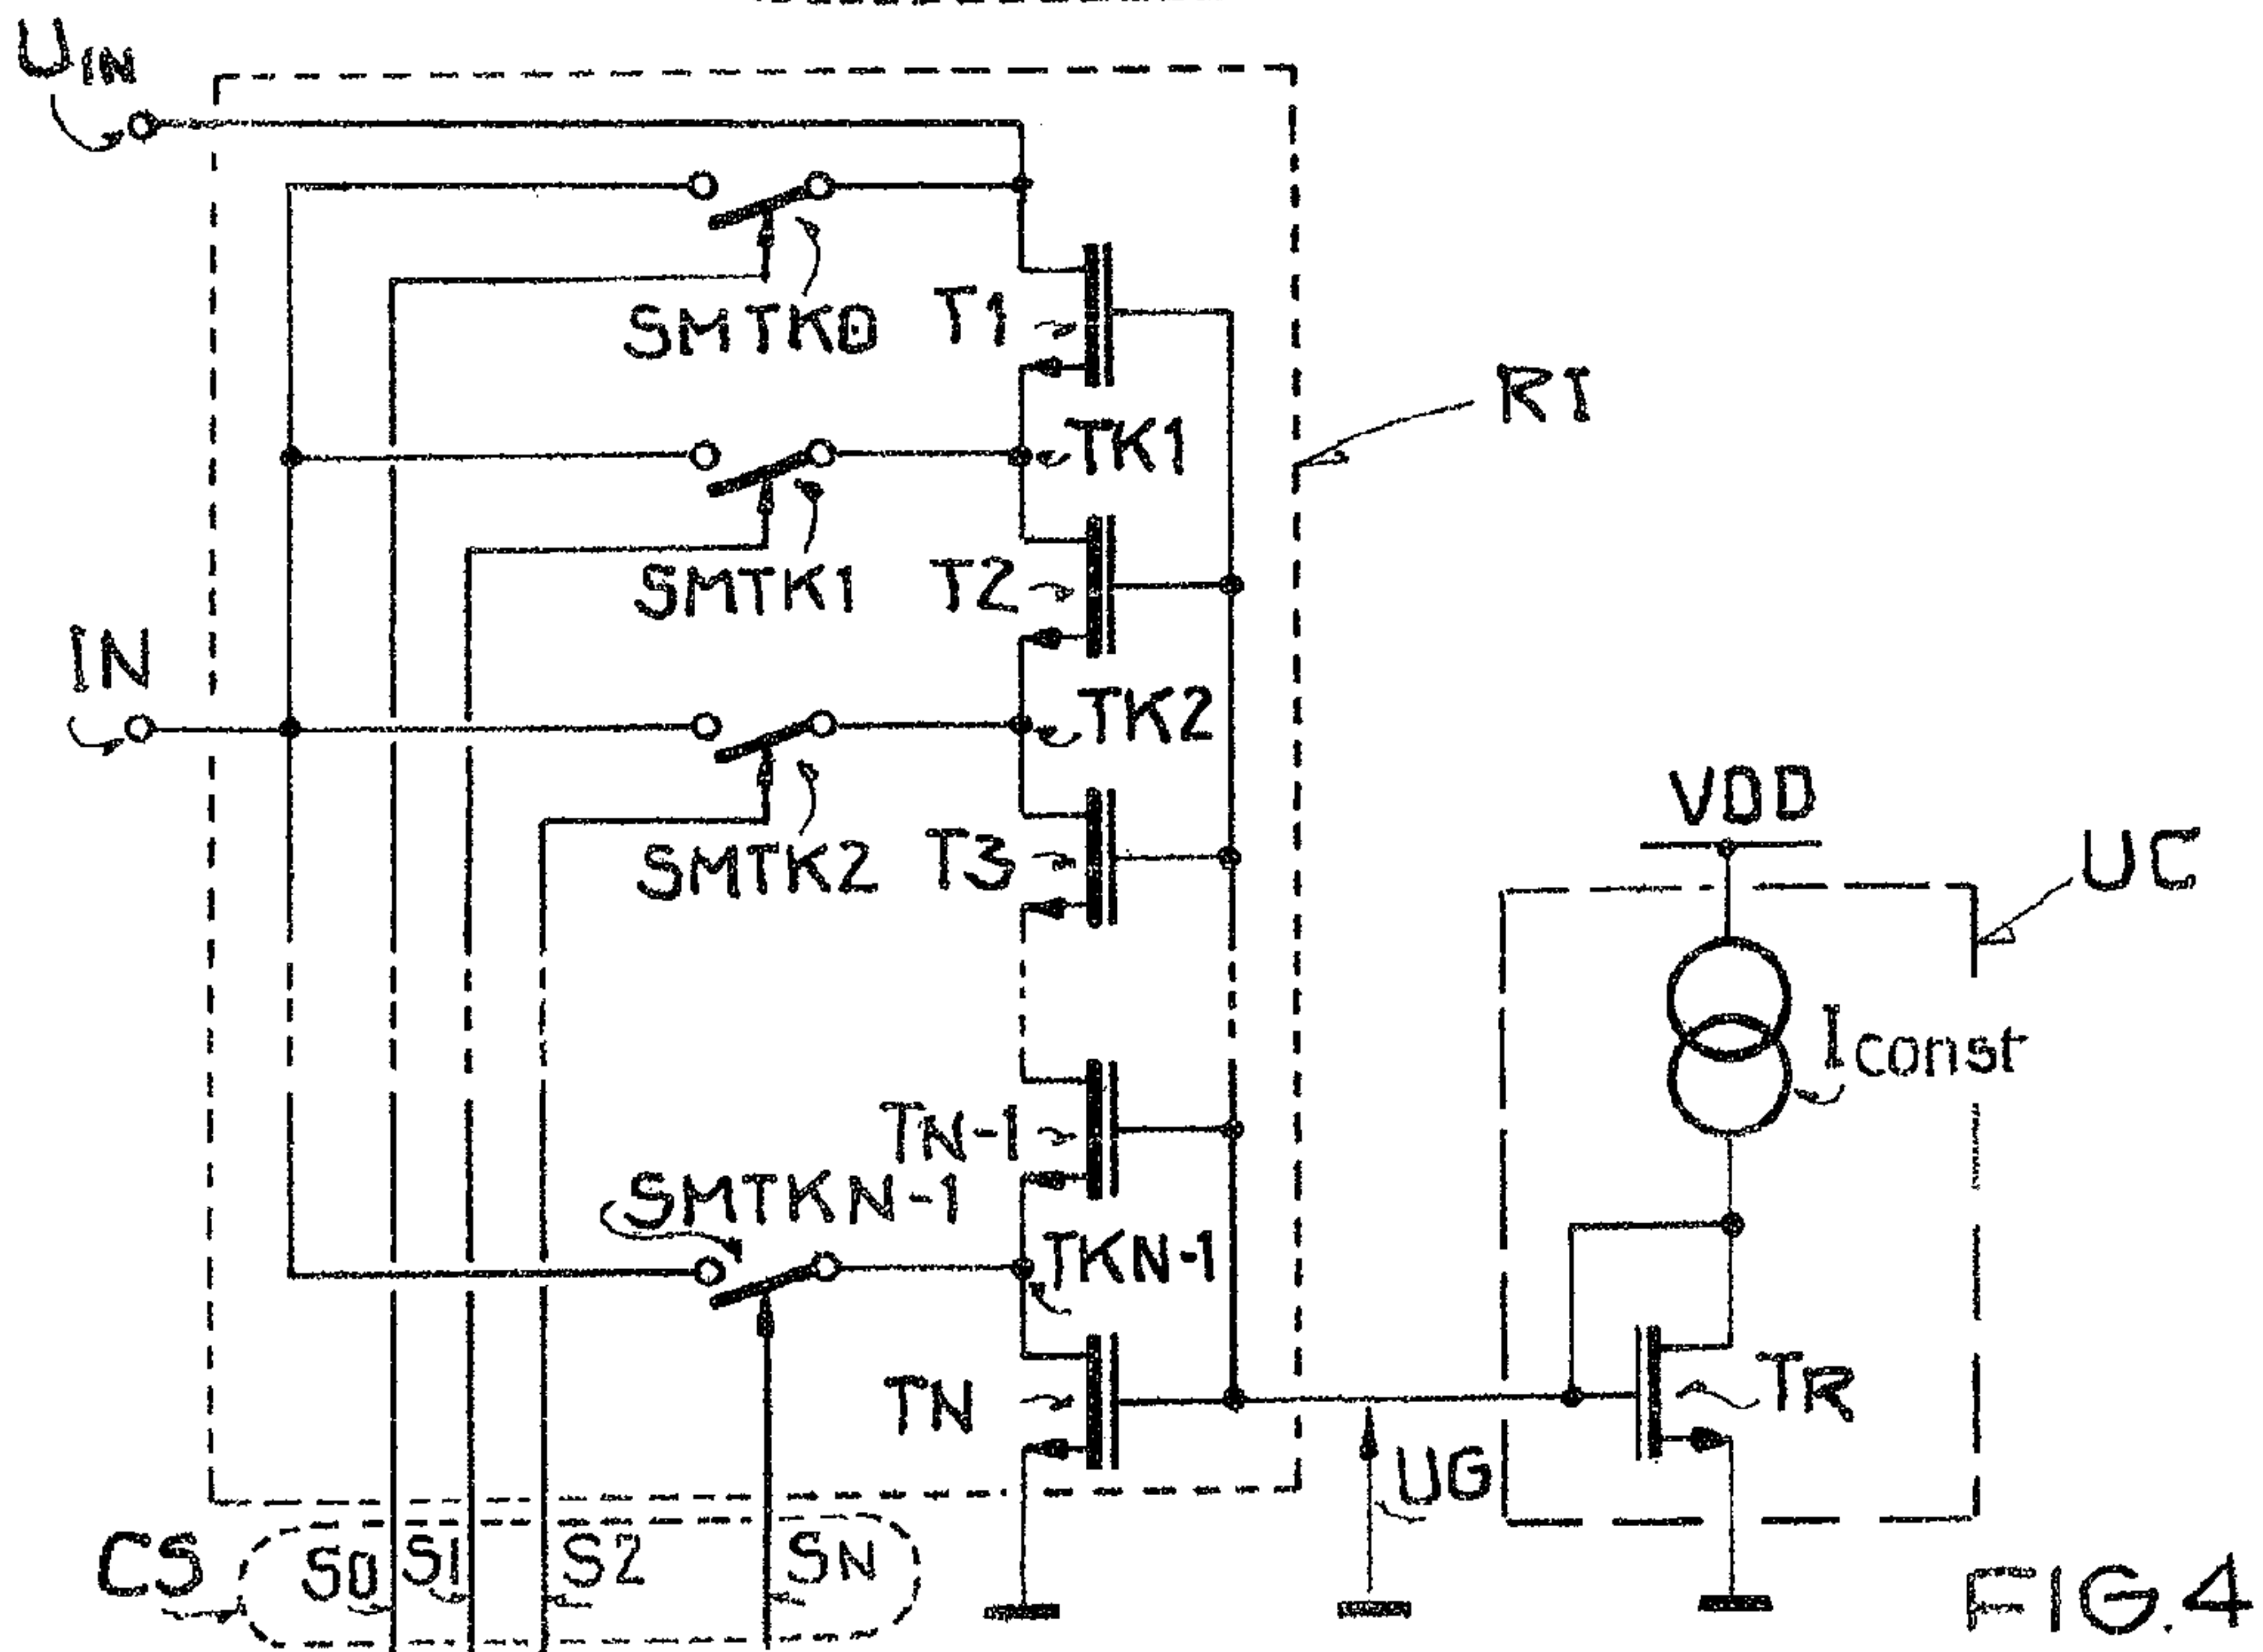 UIN
SMTK0
T1
RT
TK1
SMTK1
T2
IN
TK2
VDD
SMTK2
T3
UC
Iconst
TN-1
SMTKN-1
TKN-1
TN
TR
UG
CS
S0
S1
S2
SN
FIG.4